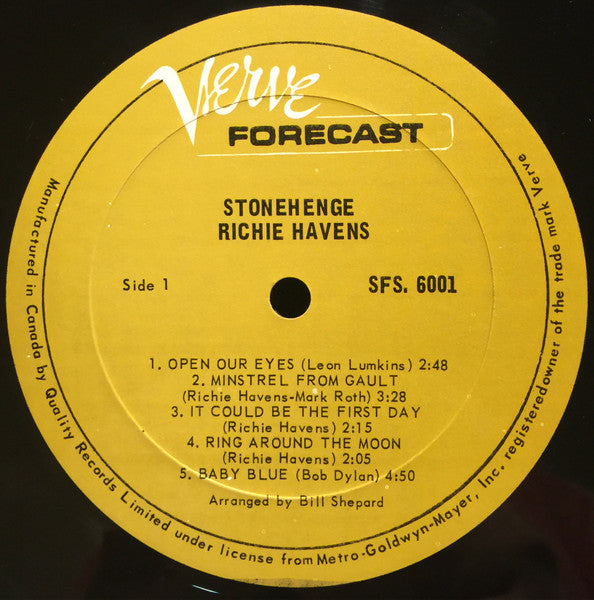 Verve
FORECAST
STONEHENGE
RICHIE HAVENS
Side 1
SFS. 6001
1. OPEN OUR EYES (Leon Lumkins) 2:48
2. MINSTREL FROM GAULT
(Richie Havens-Mark Roth) 3:28
3. IT COULD BE THE FIRST DAY
(Richie Havens) 2:15
4. RING AROUND THE MOON
(Richie Havens) 2:05
5. BABY BLUE (Bob Dylan) 4:50
Arranged by Bill Shepard
Manufactured in Canada by Quality Records Limited under license from Metro-Goldwyn-Mayer, Inc. registeredowner of the trade mark Verve